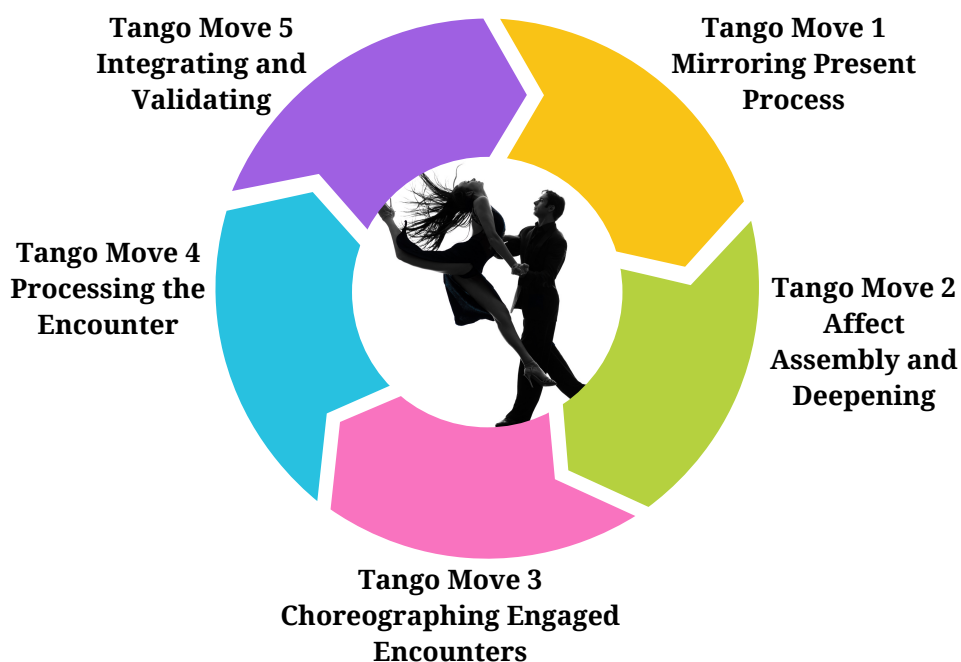 Tango Move 1
Mirroring Present
Process
Tango Move 2
Affect
Assembly and
Deepening
Tango Move 3
Choreographing Engaged
Encounters
Tango Move 4
Processing the
Encounter
Tango Move 5
Integrating and
Validating